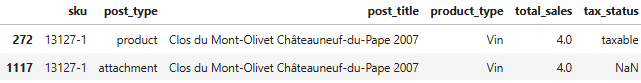 sku post_type post_title product_type total_sales tax_status
272 13127-1 product Clos du Mont-Olivet Châteauneuf-du-Pape 2007 Vin 4.0 taxable
1117 13127-1 attachment Clos du Mont-Olivet Châteauneuf-du-Pape 2007 Vin 4.0 NaN